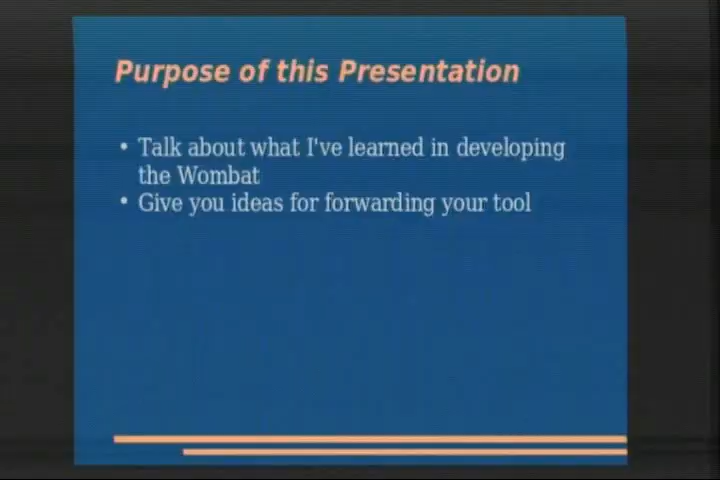 Purpose of this Presentation
• Talk about what I've learned in developing
the Wombat
• Give you ideas for forwarding your tool